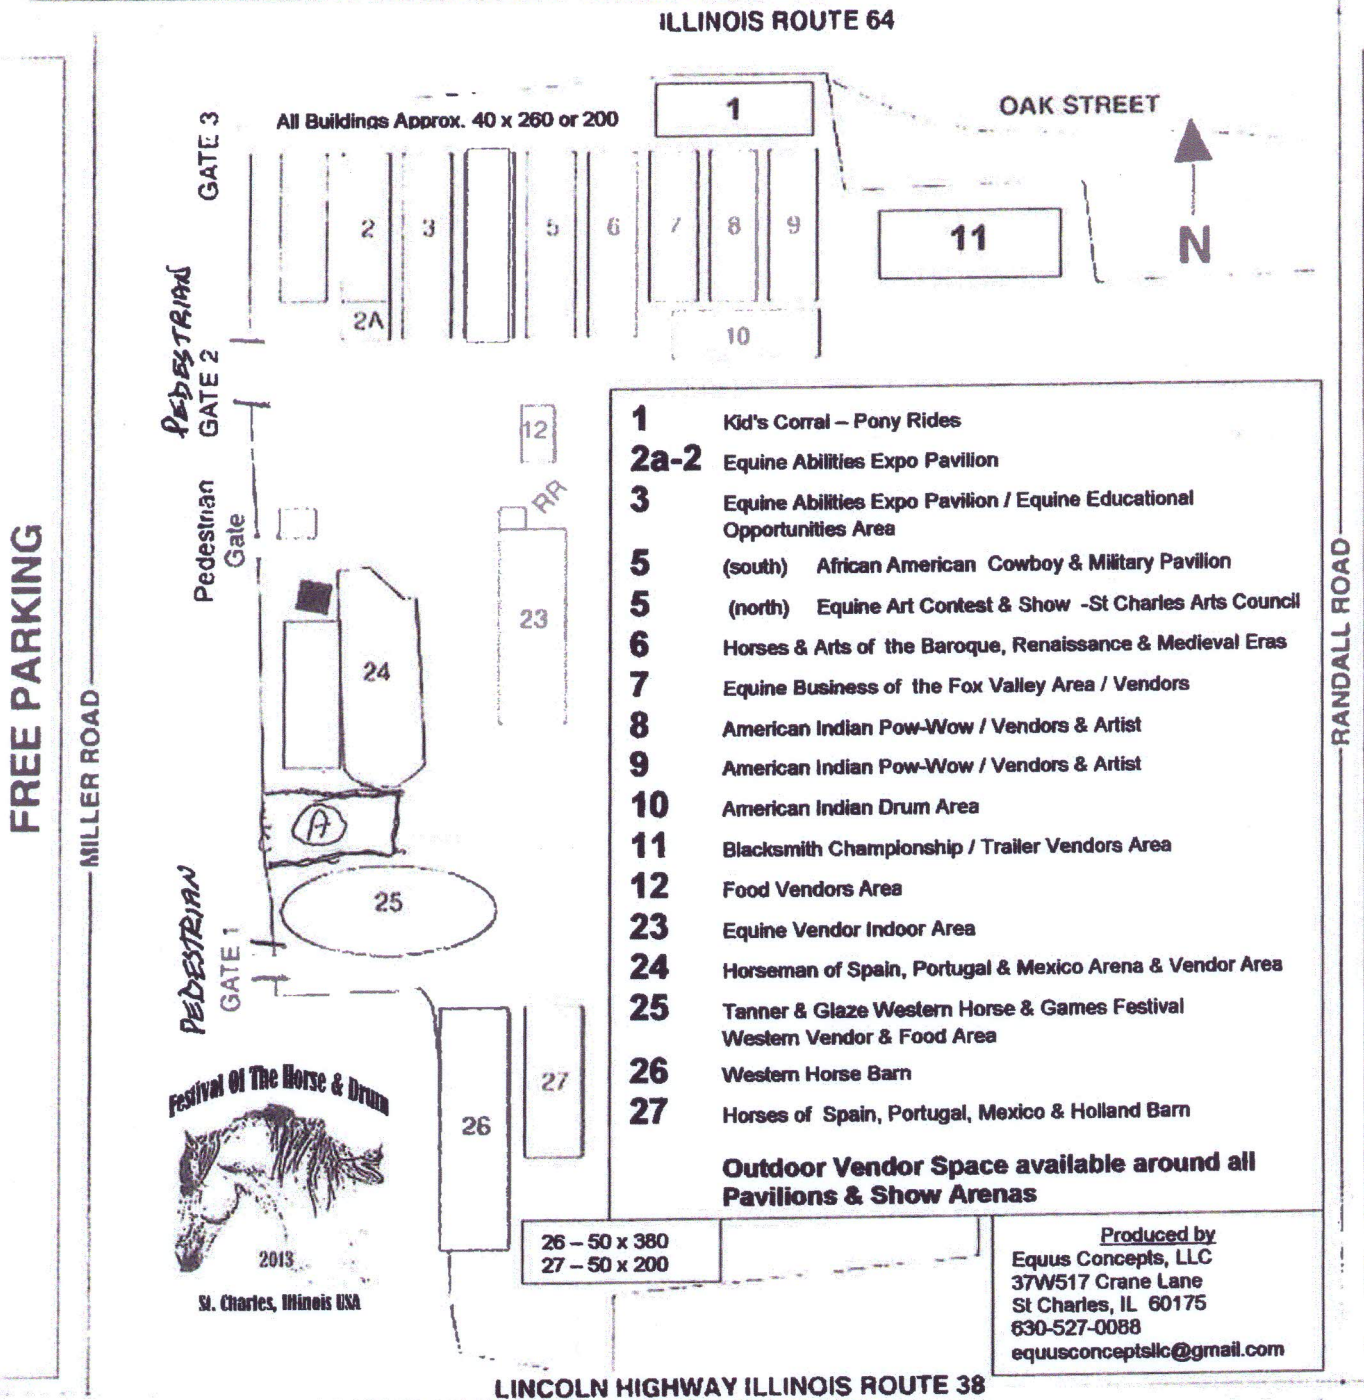 ILLINOIS ROUTE 64
OAK STREET
N
All Buildings Approx. 40 x 260 or 200
GATE 3
1
2
3
5
6
7
8
9
11
2A
10
PEDESTRIAN
GATE 2
12
RR
Pedestrian
Gate
23
24
A
25
PEDESTRIAN
GATE 1
26
27
FREE PARKING
MILLER ROAD
RANDALL ROAD
1 Kid's Corral – Pony Rides
2a-2 Equine Abilities Expo Pavilion
3 Equine Abilities Expo Pavilion / Equine Educational
Opportunities Area
5 (south) African American Cowboy & Military Pavilion
5 (north) Equine Art Contest & Show -St Charles Arts Council
6 Horses & Arts of the Baroque, Renaissance & Medieval Eras
7 Equine Business of the Fox Valley Area / Vendors
8 American Indian Pow-Wow / Vendors & Artist
9 American Indian Pow-Wow / Vendors & Artist
10 American Indian Drum Area
11 Blacksmith Championship / Trailer Vendors Area
12 Food Vendors Area
23 Equine Vendor Indoor Area
24 Horseman of Spain, Portugal & Mexico Arena & Vendor Area
25 Tanner & Glaze Western Horse & Games Festival
Western Vendor & Food Area
26 Western Horse Barn
27 Horses of Spain, Portugal, Mexico & Holland Barn
Outdoor Vendor Space available around all
Pavilions & Show Arenas
Festival Of The Horse & Drum
2013
St. Charles, Illinois USA
26 – 50 x 380
27 – 50 x 200
Produced by
Equus Concepts, LLC
37W517 Crane Lane
St Charles, IL 60175
630-527-0088
equusconceptsllc@gmail.com
LINCOLN HIGHWAY ILLINOIS ROUTE 38